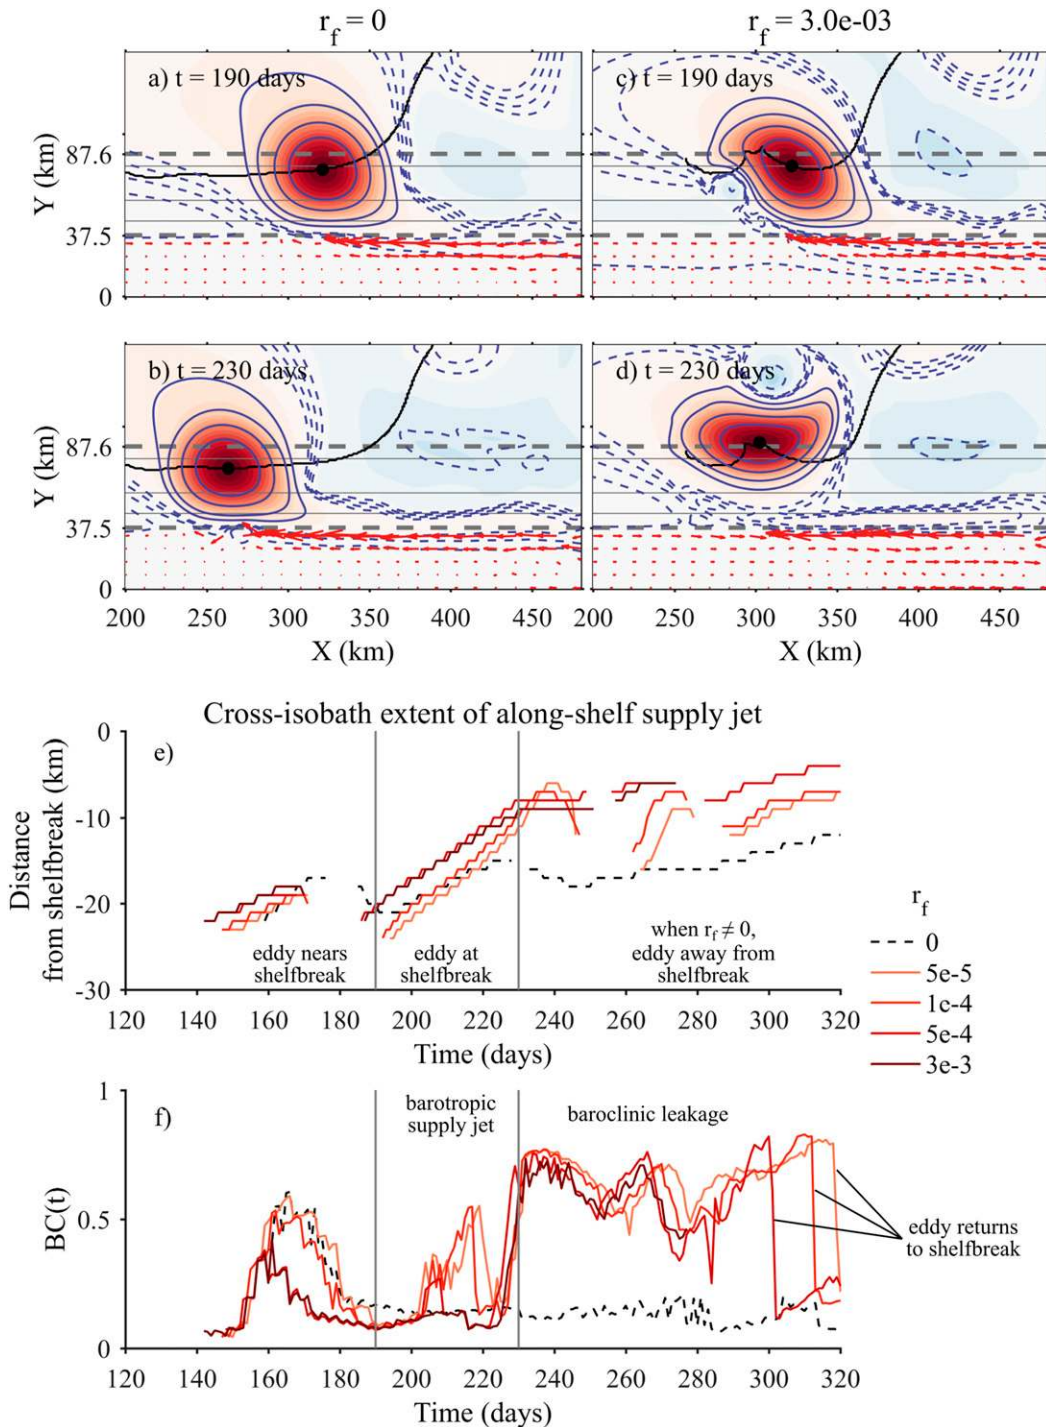 r_f = 0
r_f = 3.0e-03
a) t = 190 days
c) t = 190 days
Y (km)
87.6
37.5
0
b) t = 230 days
d) t = 230 days
Y (km)
87.6
37.5
0
200 250 300 350 400 450
200 250 300 350 400 450
X (km)
X (km)
Cross-isobath extent of along-shelf supply jet
e)
Distance
from shelfbreak (km)
0
-10
-20
-30
eddy nears
shelfbreak
eddy at
shelfbreak
when r_f ≠ 0,
eddy away from
shelfbreak
120 140 160 180 200 220 240 260 280 300 320
Time (days)
r_f
0
5e-5
1e-4
5e-4
3e-3
f)
BC(t)
1
0.5
0
barotropic
supply jet
baroclinic leakage
eddy returns
to shelfbreak
120 140 160 180 200 220 240 260 280 300 320
Time (days)